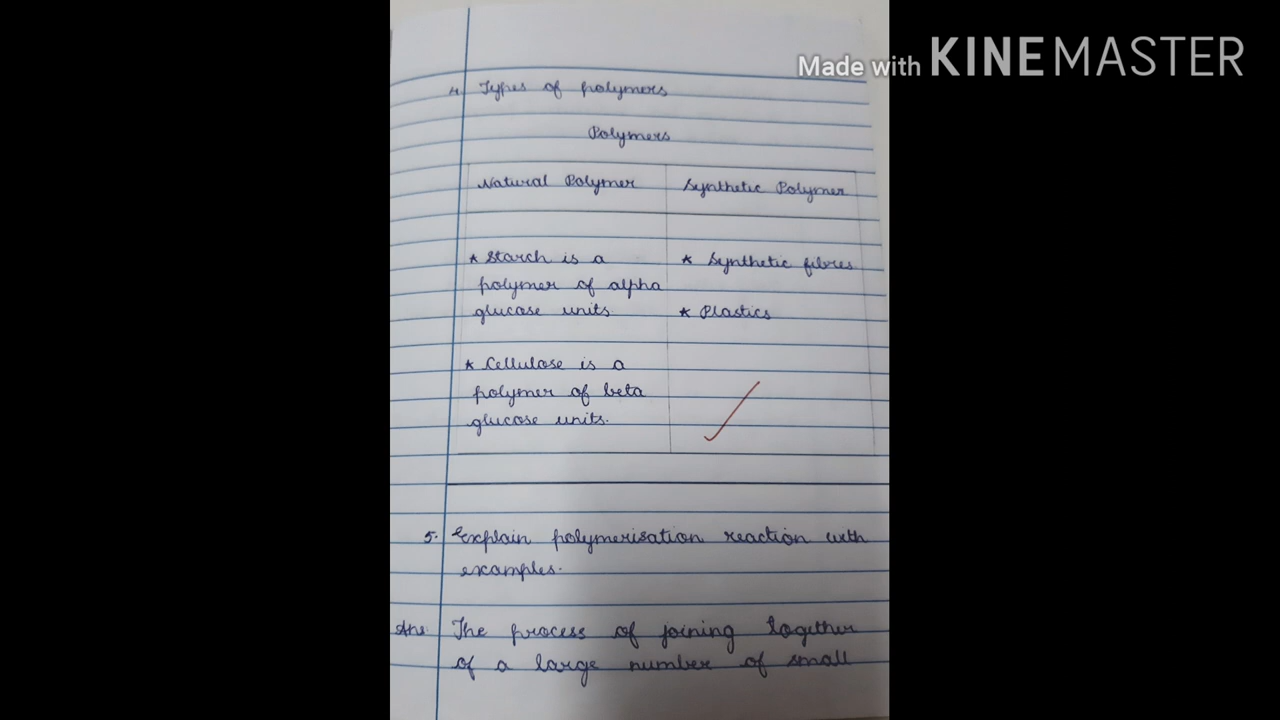 Made with KINEMASTER
4. Types of polymers
Polymers
Natural Polymer
Synthetic Polymer
* Starch is a
polymer of alpha
glucose units
* Cellulose is a
polymer of beta
glucose units.
* Synthetic fibres
* Plastics
5. Explain polymerisation reaction with
examples.
Ans. The process of joining together
of a large number of small